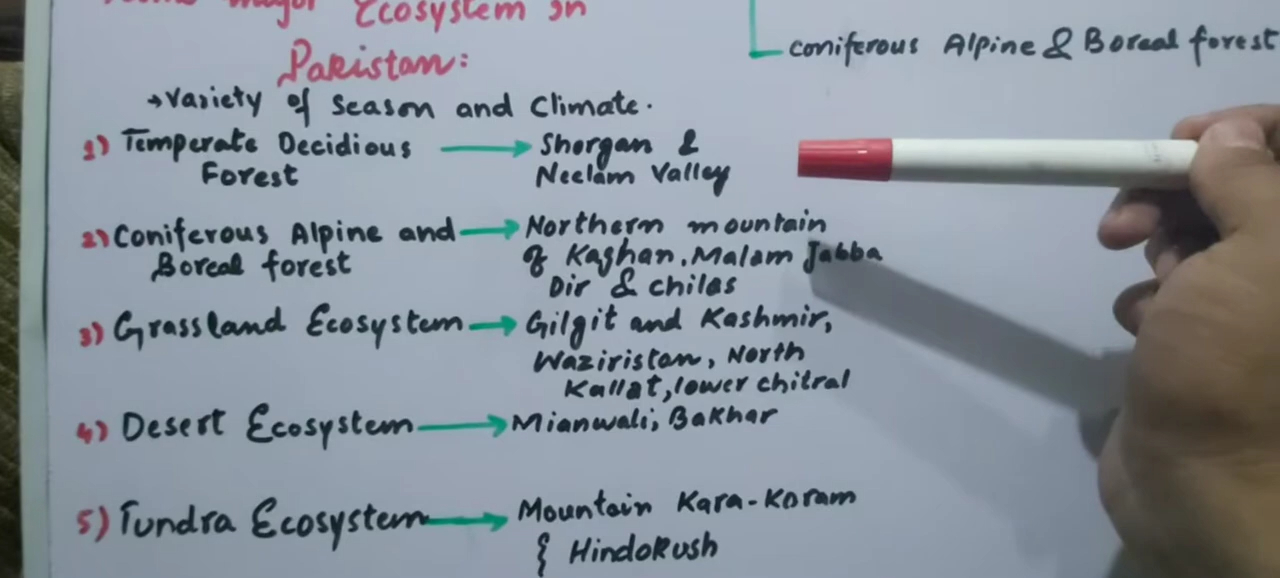 major Ecosystem in
Pakistan:
→Variety of Season and Climate.
1) Temperate Decidious → Shorgan &
Forest Neelam Valley
2) Coniferous Alpine and → Northern mountain
Boreal forest of Kaghan, Malam Jabba
Dir & chilas
3) Grassland Ecosystem → Gilgit and Kashmir,
Waziristan, North
Kallat, lower chitral
4) Desert Ecosystem → Mianwali, Bakhar
5) Tundra Ecosystem → Mountain Kara-Koram
{ HindoKush
coniferous Alpine & Boreal forest